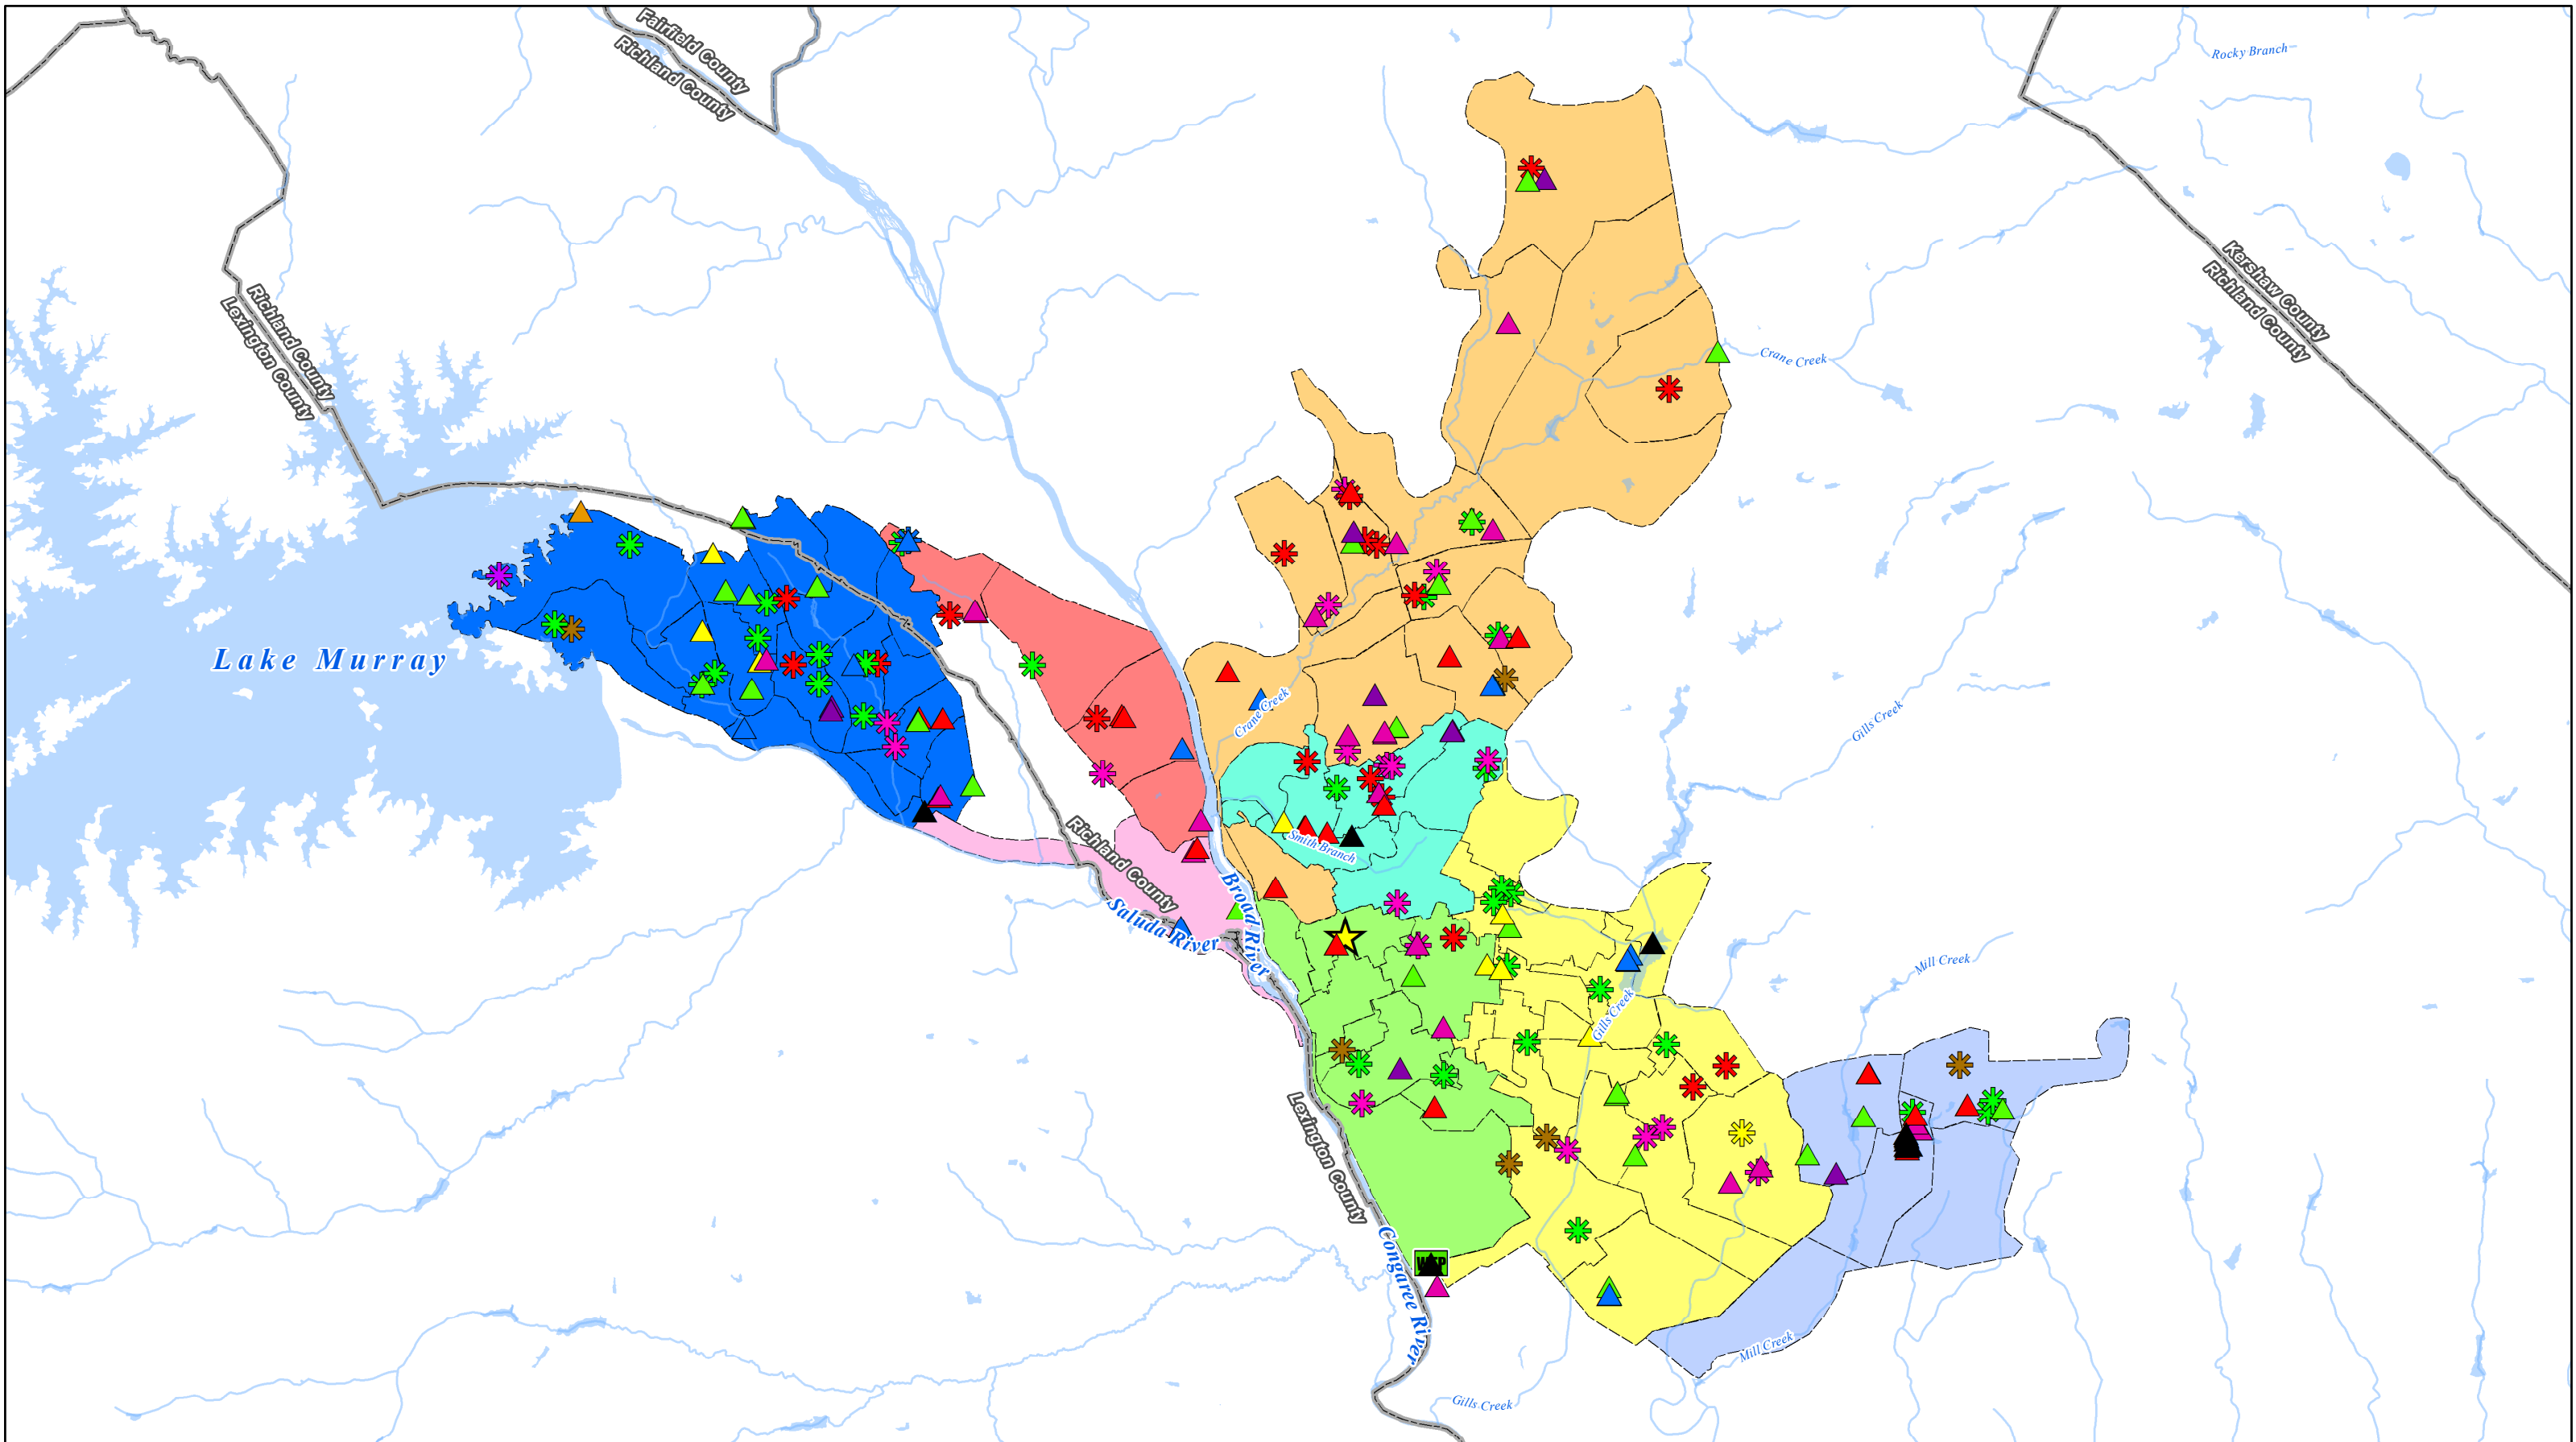 Fairfield County
Richland County
Rocky Branch
Kershaw County
Richland County
Richland County
Lexington County
Crane Creek
Lake Murray
Crane Creek
Gills Creek
Smith Branch
Richland County
Broad River
Saluda River
Mill Creek
Gills Creek
Lexington County
Congaree River
Mill Creek
Gills Creek